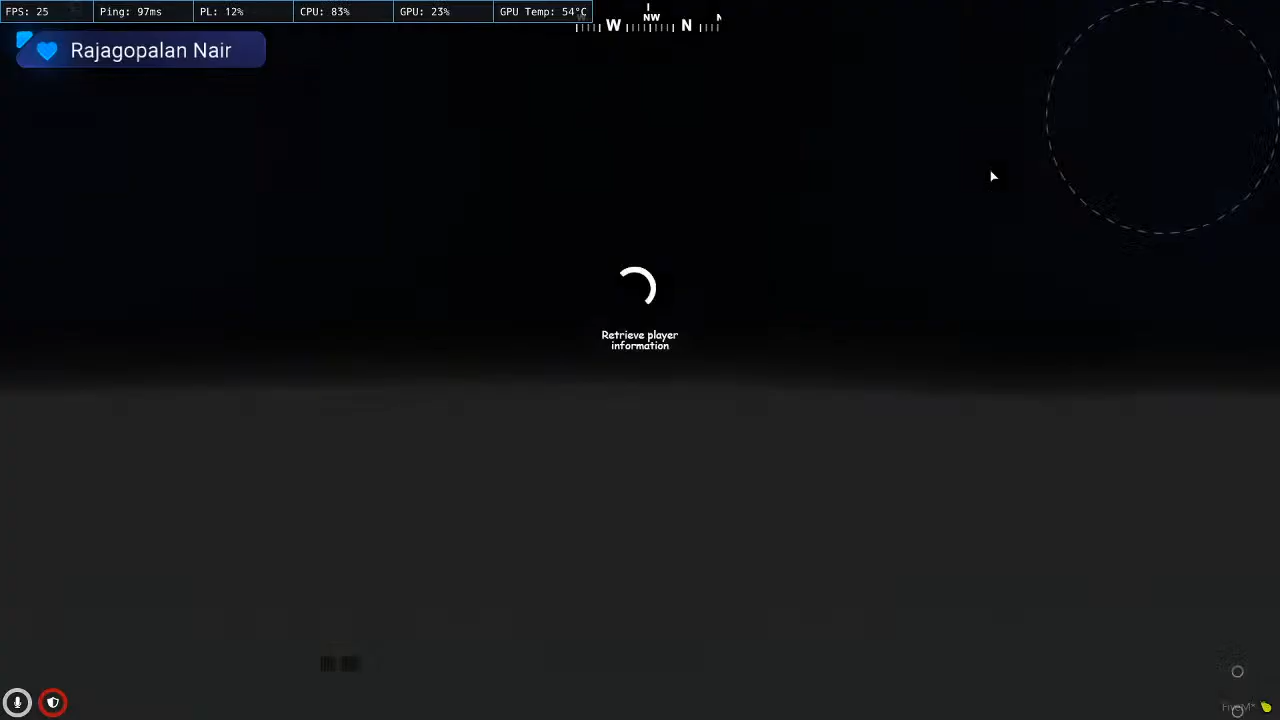 FPS: 25 Ping: 97ms PL: 12% CPU: 83% GPU: 23% GPU Temp: 54°C
NW
W N
Rajagopalan Nair
Retrieve player
information
FiveM